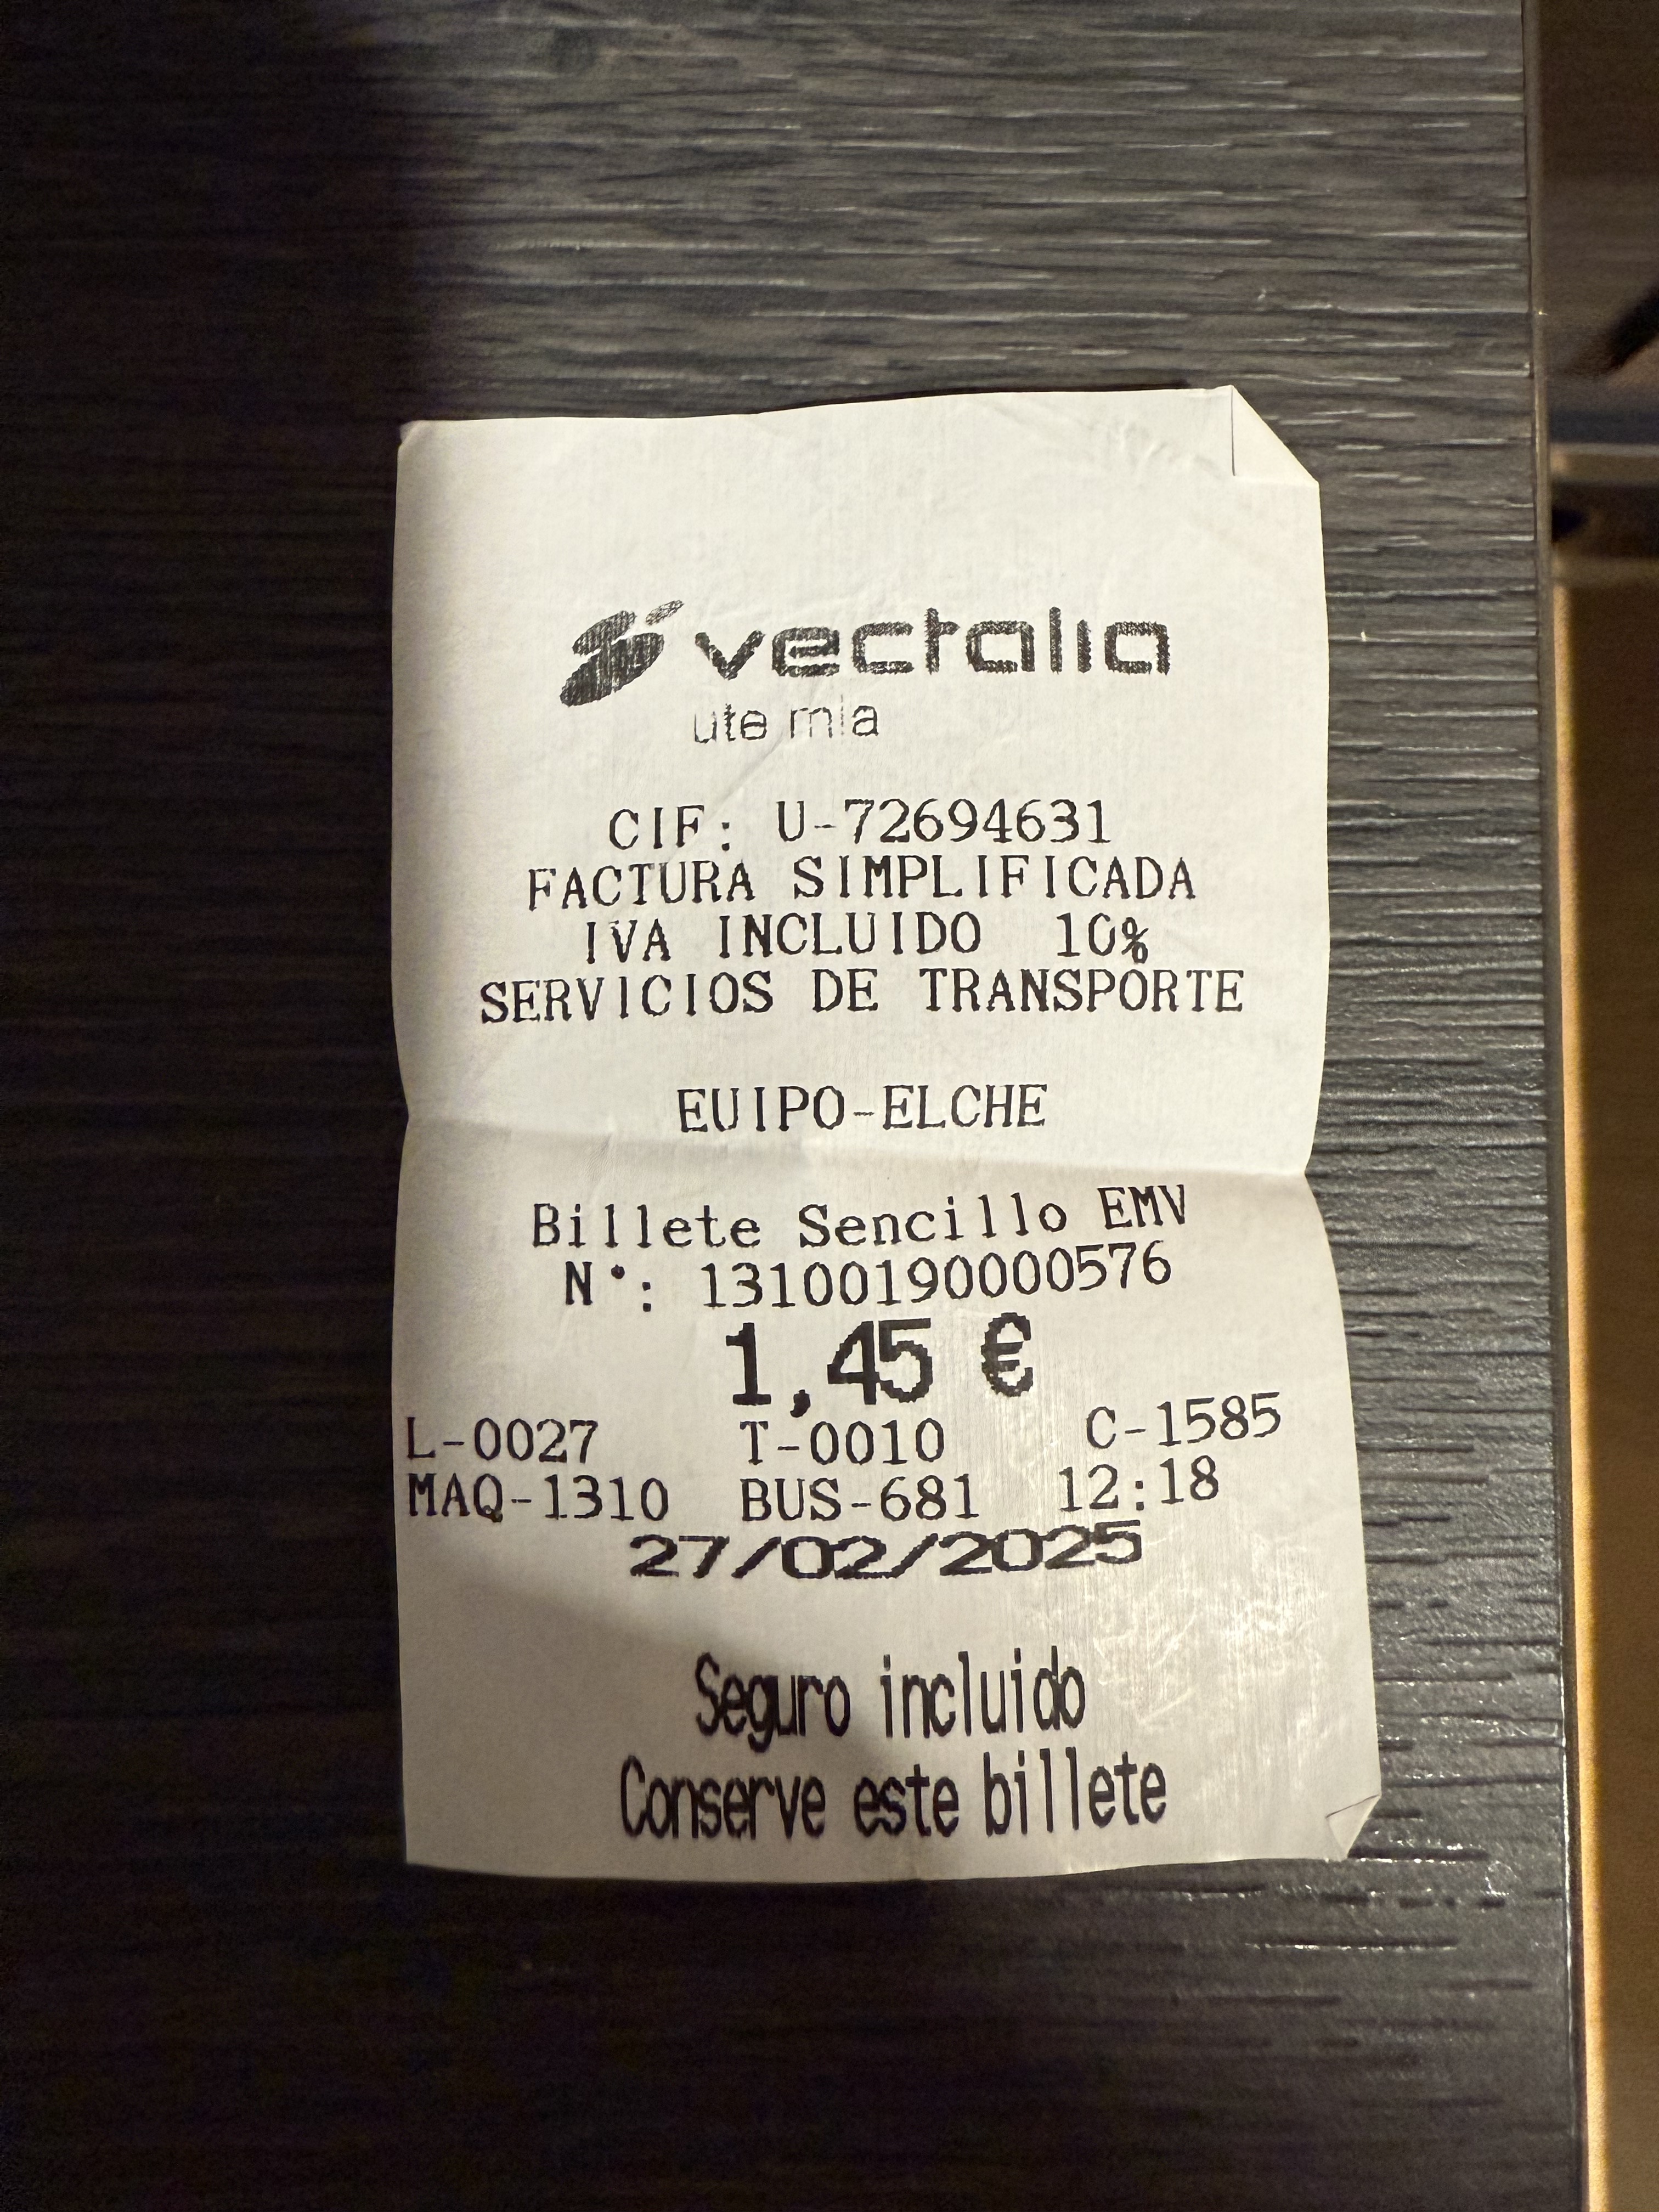 vectalia
ute mia
CIF: U-72694631
FACTURA SIMPLIFICADA
IVA INCLUIDO 10%
SERVICIOS DE TRANSPORTE
EUIPO-ELCHE
Billete Sencillo EMV
N°: 13100190000576
1,45 €
L-0027 T-0010 C-1585
MAQ-1310 BUS-681 12:18
27/02/2025
Seguro incluido
Conserve este billete